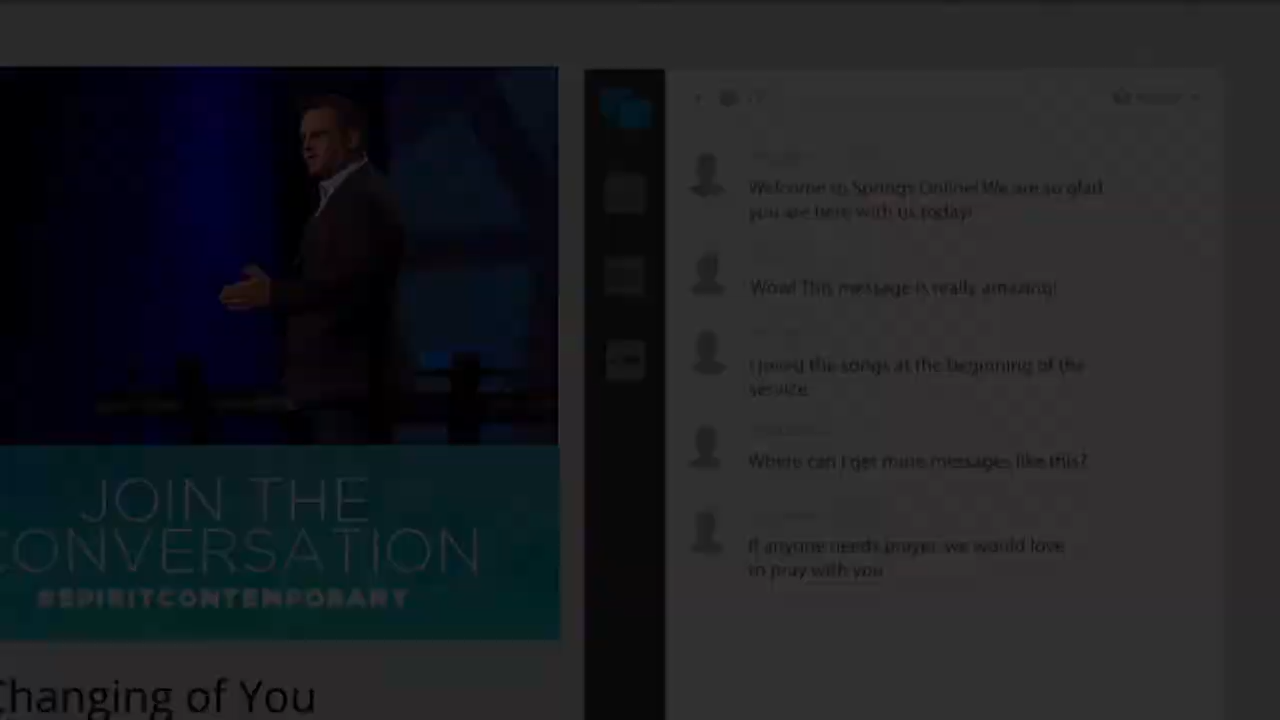 JOIN THE
CONVERSATION
#SPIRITCONTEMPORARY
Changing of You
Welcome to Springs Online! We are so glad
you are here with us today!
Wow! This message is really amazing!
I joined the songs at the beginning of the
service.
Where can I get more messages like this?
If anyone needs prayer, we would love
to pray with you